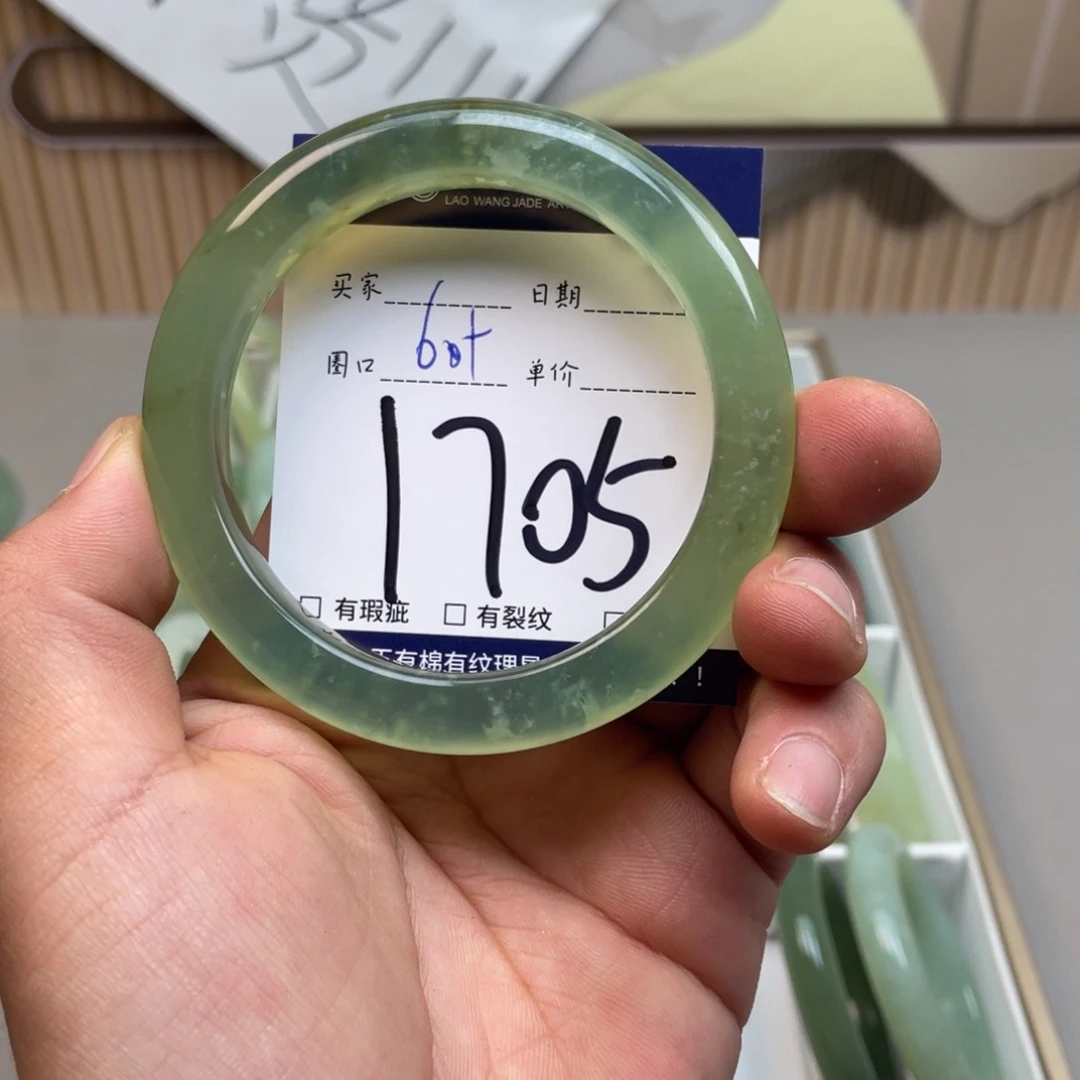 LAO WANG JADE AR
买家 日期
圈口 60+ 单价
1705
□ 有瑕疵 □ 有裂纹 □
有棉有纹理 !